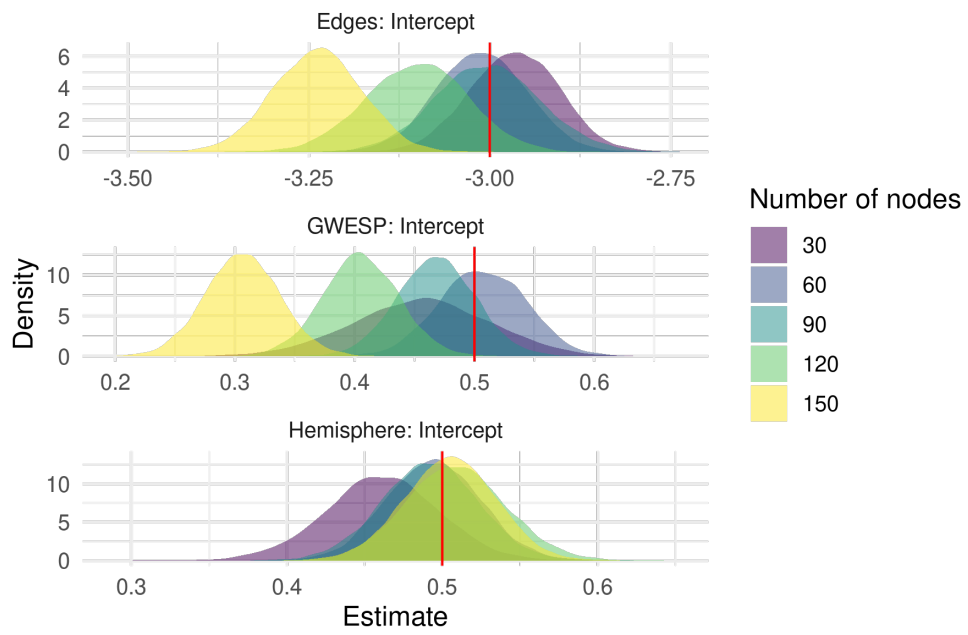 Edges: Intercept
6
4
2
0
-3.50 -3.25 -3.00 -2.75
GWESP: Intercept
10
5
0
0.2 0.3 0.4 0.5 0.6
Hemisphere: Intercept
10
5
0
0.3 0.4 0.5 0.6
Density
Estimate
Number of nodes
30
60
90
120
150